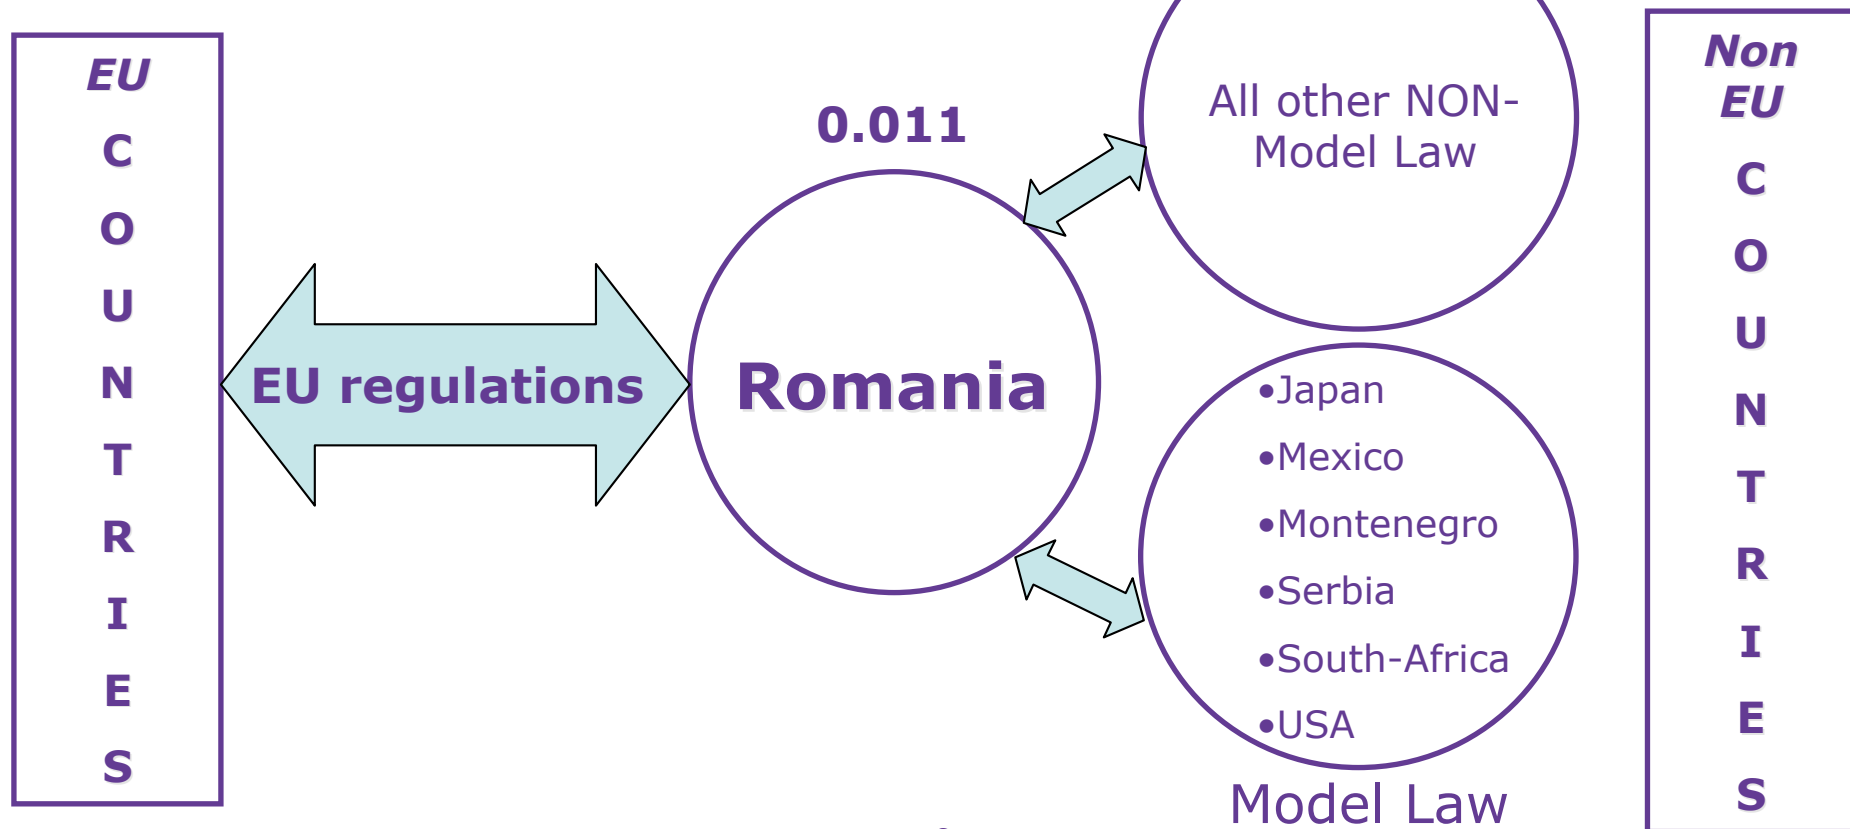 EU
C
O
U
N
T
R
I
E
S
EU regulations
0.011
Romania
All other NON-
Model Law
•Japan
•Mexico
•Montenegro
•Serbia
•South-Africa
•USA
Model Law
Non
EU
C
O
U
N
T
R
I
E
S